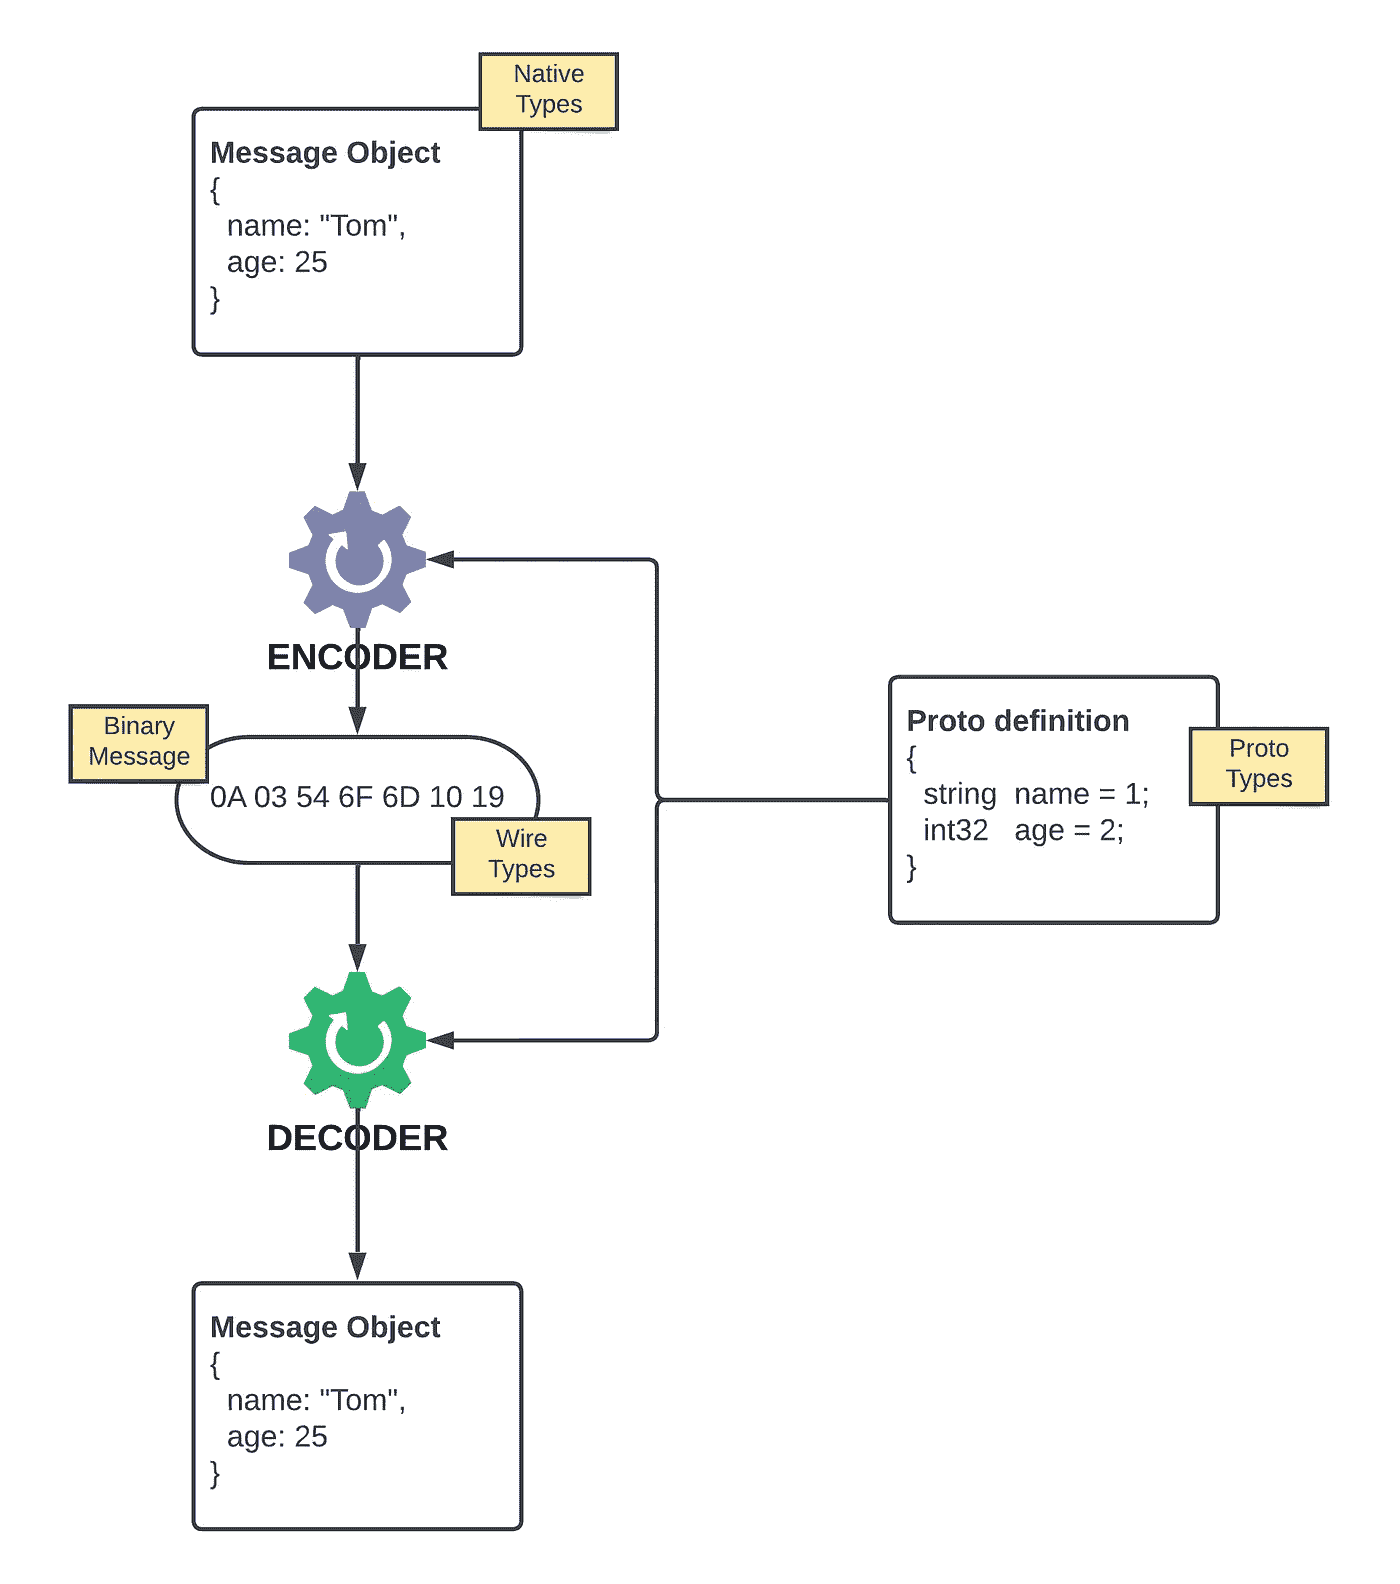 Native
Types
Message Object
{
name: "Tom",
age: 25
}
ENCODER
Binary
Message
0A 03 54 6F 6D 10 19
Wire
Types
Proto definition
{
string name = 1;
int32 age = 2;
}
Proto
Types
DECODER
Message Object
{
name: "Tom",
age: 25
}